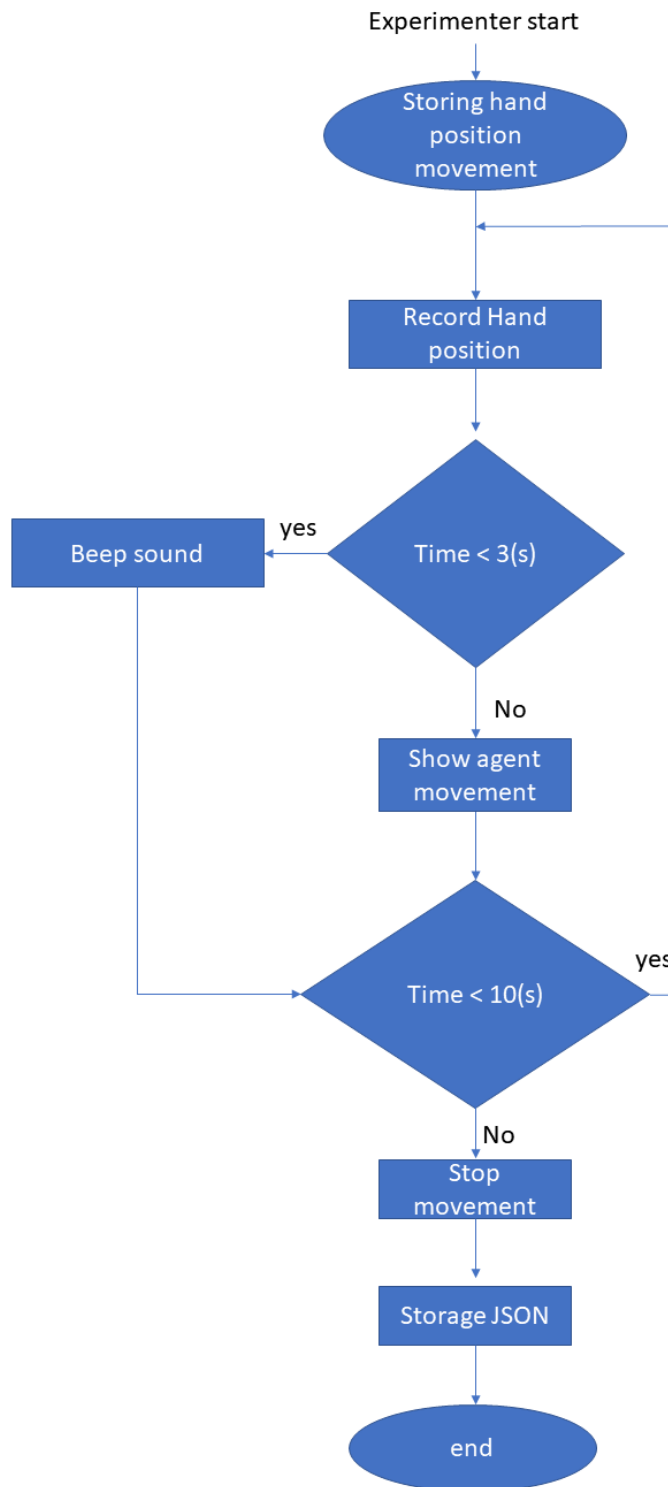 Experimenter start
Storing hand
position
movement
Record Hand
position
yes
Beep sound
Time < 3(s)
No
Show agent
movement
yes
Time < 10(s)
No
Stop
movement
Storage JSON
end